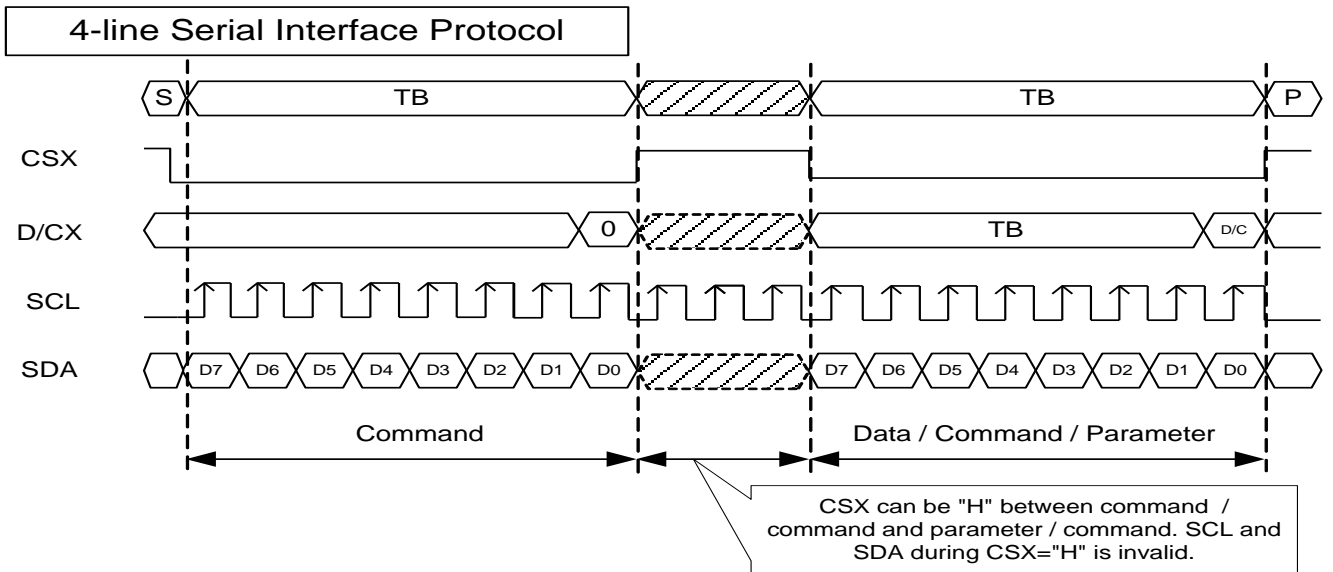 4-line Serial Interface Protocol
S TB TB P
CSX
D/CX 0 TB D/C
SCL
SDA D7 D6 D5 D4 D3 D2 D1 D0 D7 D6 D5 D4 D3 D2 D1 D0
Command Data / Command / Parameter
CSX can be "H" between command /
command and parameter / command. SCL and
SDA during CSX="H" is invalid.